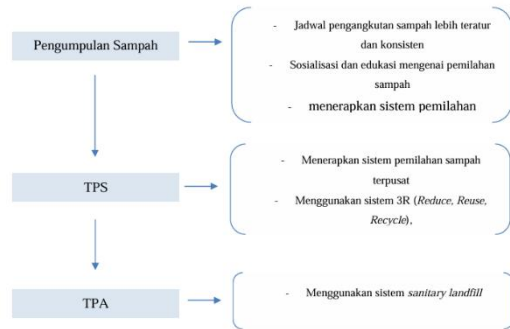 Pengumpulan Sampah
- Jadwal pengangkutan sampah lebih teratur
dan konsisten
- Sosialisasi dan edukasi mengenai pemilahan
sampah
- menerapkan sistem pemilahan
TPS
- Menerapkan sistem pemilahan sampah
terpusat
- Menggunakan sistem 3R (Reduce, Reuse,
Recycle),
TPA
- Menggunakan sistem sanitary landfill